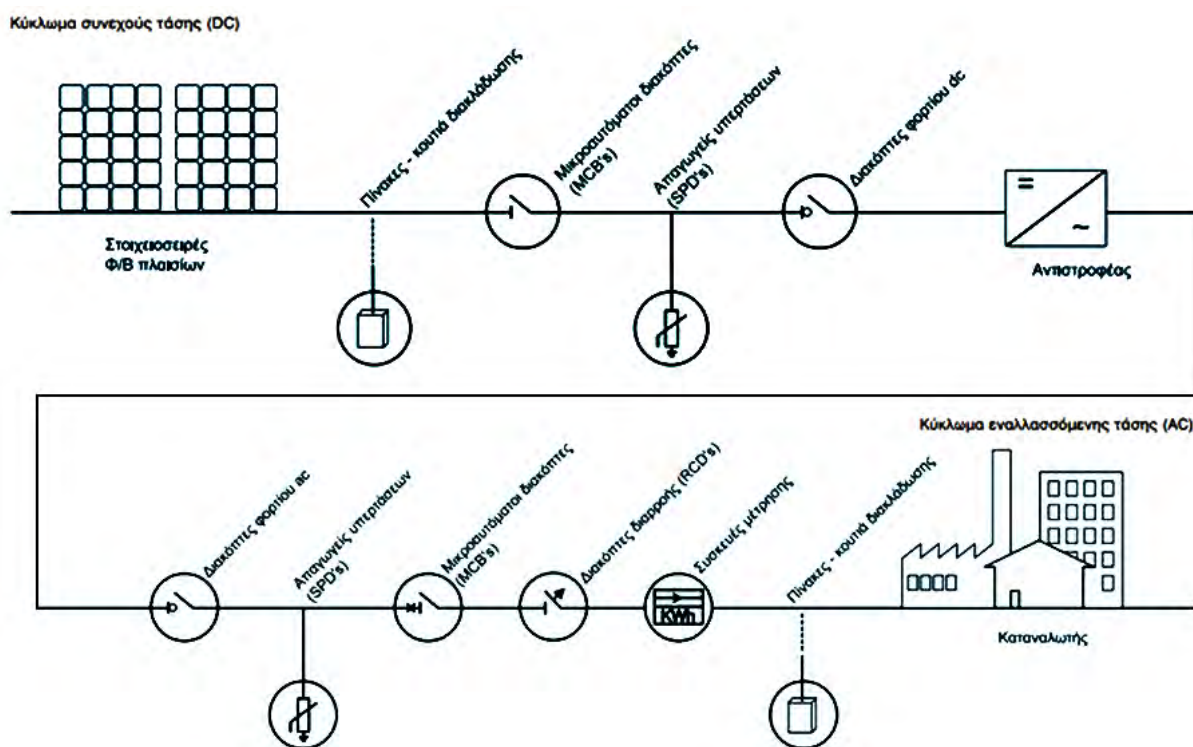 Κύκλωμα συνεχούς τάσης (DC)
Πίνακες - κουτιά διακλάδωσης
Μικροαυτόματοι διακόπτες
(MCB's)
Απαγωγείς υπερτάσεων
(SPD's)
Διακόπτες φορτίου dc
Στοιχειοσειρές
Φ/Β πλαισίων
Αντιστροφέας
Κύκλωμα εναλλασσόμενης τάσης (AC)
Διακόπτες φορτίου ac
Απαγωγείς υπερτάσεων
(SPD's)
Μικροαυτόματοι διακόπτες
(MCB's)
Διακόπτες διαρροής (RCD's)
Συσκευές μέτρησης
Πίνακες - κουτιά διακλάδωσης
KWh
Καταναλωτής